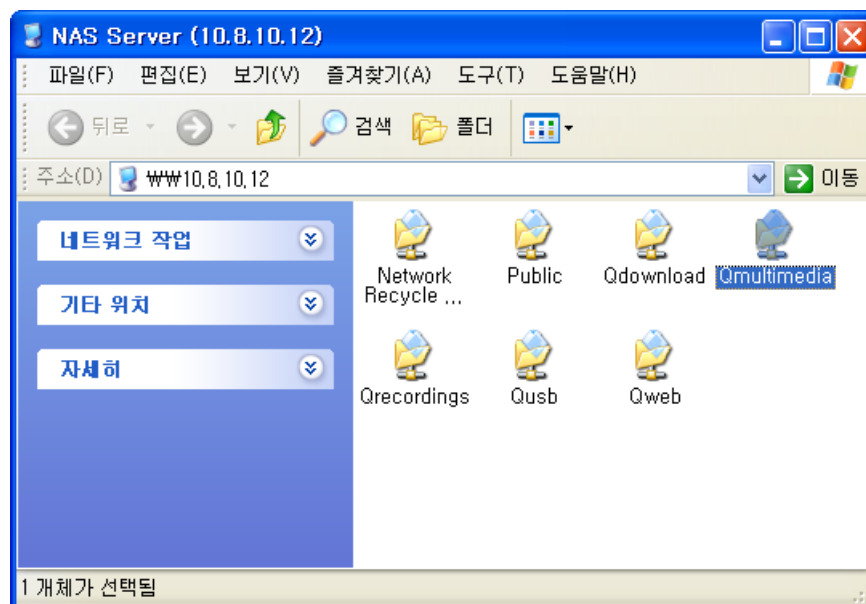 NAS Server (10.8.10.12)
파일(F) 편집(E) 보기(V) 즐겨찾기(A) 도구(T) 도움말(H)
뒤로 검색 폴더
주소(D) ₩₩10.8.10.12 이동
네트워크 작업
기타 위치
자세히
Network Recycle ...
Public
Qdownload
Qmultimedia
Qrecordings
Qusb
Qweb
1 개체가 선택됨